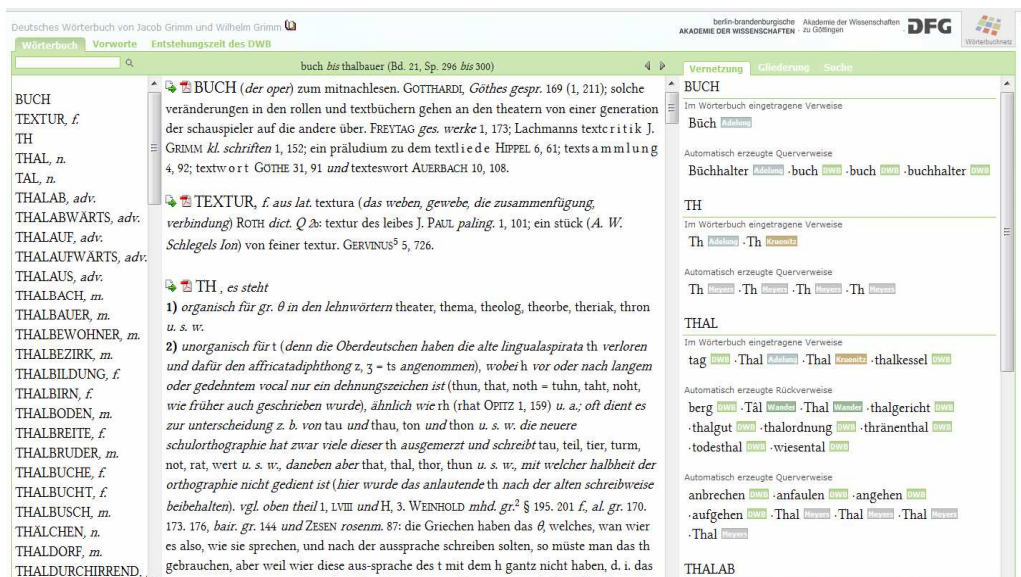 Deutsches Wörterbuch von Jacob Grimm und Wilhelm Grimm
berlin-brandenburgische Akademie der Wissenschaften
AKADEMIE DER WISSENSCHAFTEN · zu Göttingen
DFG
Wörterbuchnetz
Wörterbuch Vorworte Entstehungszeit des DWB
buch bis thalbauer (Bd. 21, Sp. 296 bis 300)
Vernetzung Gliederung Suche
BUCH
TEXTUR, f.
TH
THAL, n.
TAL, n.
THALAB, adv.
THALABWÄRTS, adv.
THALAUF, adv.
THALAUFWÄRTS, adv.
THALAUS, adv.
THALBACH, m.
THALBAUER, m.
THALBEWOHNER, m.
THALBEZIRK, m.
THALBILDUNG, f.
THALBIRN, f.
THALBODEN, m.
THALBREITE, f.
THALBRUDER, m.
THALBUCHE, f.
THALBUCHT, f.
THALBUSCH, m.
THÄLCHEN, n.
THALDORF, m.
THALDURCHIRREND,
BUCH (der oper) zum mitnachlesen. GOTTHARDI, Göthes gespr. 169 (1, 211); solche
veränderungen in den rollen und textbüchern gehen an den theatern von einer generation
der schauspieler auf die andere über. FREYTAG ges. werke 1, 173; Lachmanns textcritik J.
GRIMM kl. schriften 1, 152; ein präludium zu dem textliede HIPPEL 6, 61; textsammlung
4, 92; textwort GÖTHE 31, 91 und texteswort AUERBACH 10, 108.
TEXTUR, f. aus lat. textura (das weben, gewebe, die zusammenfügung,
verbindung) ROTH dict. Q 2b: textur des leibes J. PAUL paling. 1, 101; ein stück (A. W.
Schlegels Ion) von feiner textur. GERVINUS⁵ 5, 726.
TH , es steht
1) organisch für gr. θ in den lehnwörtern theater, thema, theolog, theorbe, theriak, thron
u. s. w.
2) unorganisch für t (denn die Oberdeutschen haben die alte lingualaspirata th verloren
und dafür den affricatadiphthong z, ʒ = ts angenommen), wobei h vor oder nach langem
oder gedehntem vocal nur ein dehnungszeichen ist (thun, that, noth = tuhn, taht, noht,
wie früher auch geschrieben wurde), ähnlich wie rh (rhat OPITZ 1, 159) u. a.; oft dient es
zur unterscheidung z. b. von tau und thau, ton und thon u. s. w. die neuere
schulorthographie hat zwar viele dieser th ausgemerzt und schreibt tau, teil, tier, turm,
not, rat, wert u. s. w., daneben aber that, thal, thor, thun u. s. w., mit welcher halbheit der
orthographie nicht gedient ist (hier wurde das anlautende th nach der alten schreibweise
beibehalten). vgl. oben theil 1, LVIII und H, 3. WEINHOLD mhd. gr.² § 195. 201 f., al. gr. 170.
173. 176, bair. gr. 144 und ZESEN rosenm. 87: die Griechen haben das θ, welches, wan wier
es also, wie sie sprechen, und nach der aussprache schreiben solten, so müste man das th
gebrauchen, aber weil wier diese aus-sprache des t mit dem h gantz nicht haben, d. i. das
BUCH
Im Wörterbuch eingetragene Verweise
Būch Adelung
Automatisch erzeugte Querverweise
Būchhalter Adelung ·buch DWB ·buch DWB ·buchhalter DWB
TH
Im Wörterbuch eingetragene Verweise
Th Adelung ·Th Kruenitz
Automatisch erzeugte Querverweise
Th Meyers ·Th Meyers ·Th Meyers ·Th Meyers
THAL
Im Wörterbuch eingetragene Verweise
tag DWB ·Thal Adelung ·Thal Kruenitz ·thalkessel DWB
Automatisch erzeugte Rückverweise
berg DWB ·Tâl Wander ·Thal Wander ·thalgericht DWB
·thalgut DWB ·thalordnung DWB ·thränenthal DWB
·todesthal DWB ·wiesental DWB
Automatisch erzeugte Querverweise
anbrechen DWB ·anfaulen DWB ·angehen DWB
·aufgehen DWB ·Thal Meyers ·Thal Meyers ·Thal Meyers
·Thal Meyers
THALAB